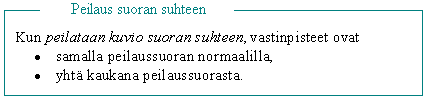 Peilaus suoran suhteen
Kun peilataan kuvio suoran suhteen, vastinpisteet ovat
• samalla peilaussuoran normaalilla,
• yhtä kaukana peilaussuorasta.